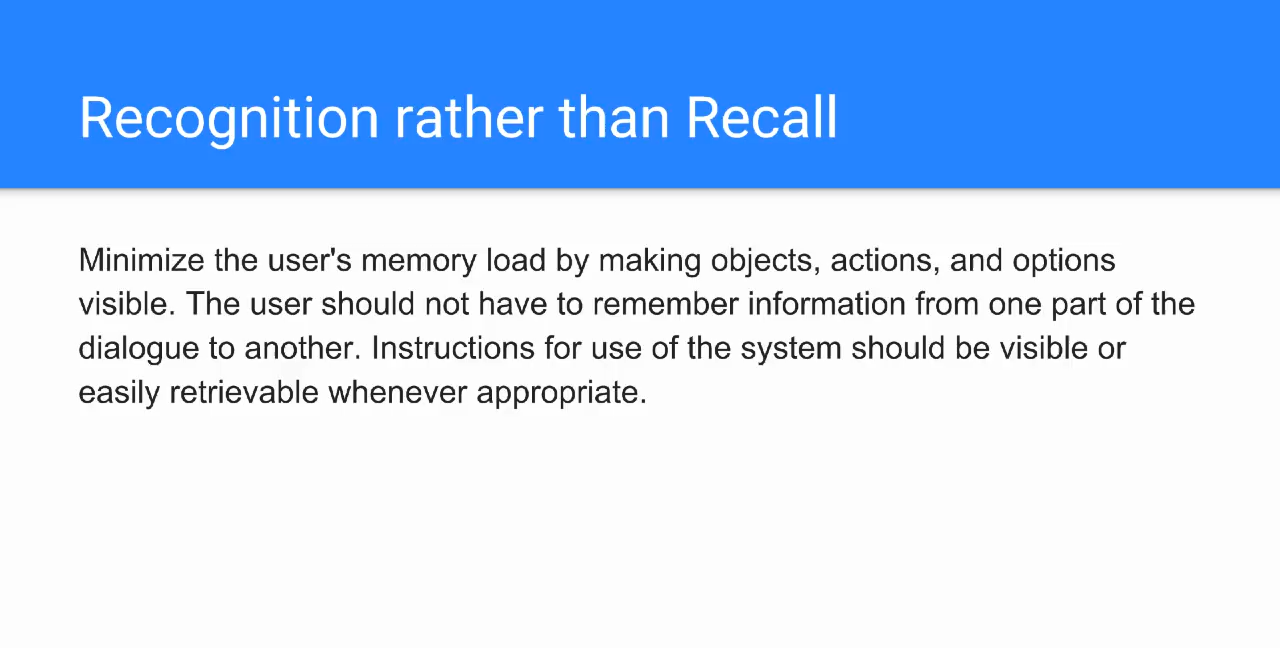 Recognition rather than Recall
Minimize the user's memory load by making objects, actions, and options
visible. The user should not have to remember information from one part of the
dialogue to another. Instructions for use of the system should be visible or
easily retrievable whenever appropriate.